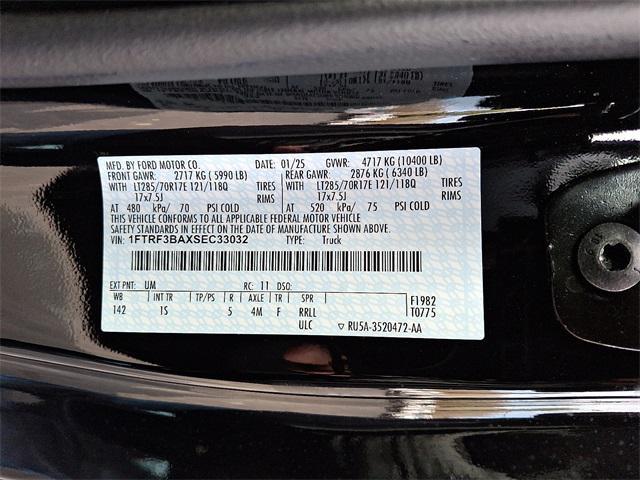 MFD. BY FORD MOTOR CO. DATE: 01/25 GVWR: 4717 KG (10400 LB)
FRONT GAWR: 2717 KG ( 5990 LB) REAR GAWR: 2876 KG ( 6340 LB)
WITH LT285/70R17E 121/118Q TIRES WITH LT285/70R17E 121/118Q TIRES
17x7.5J RIMS 17x7.5J RIMS
AT 480 kPa/ 70 PSI COLD AT 520 kPa/ 75 PSI COLD
THIS VEHICLE CONFORMS TO ALL APPLICABLE FEDERAL MOTOR VEHICLE
SAFETY STANDARDS IN EFFECT ON THE DATE OF MANUFACTURE SHOWN ABOVE.
VIN: 1FTRF3BAXSEC33032 TYPE: Truck
EXT PNT: UM RC: 11 DSO:
WB INT TR TP/PS R AXLE TR SPR F1982
142 1S 5 4M F RRLL T0775
ULC ▽ RU5A-3520472-AA